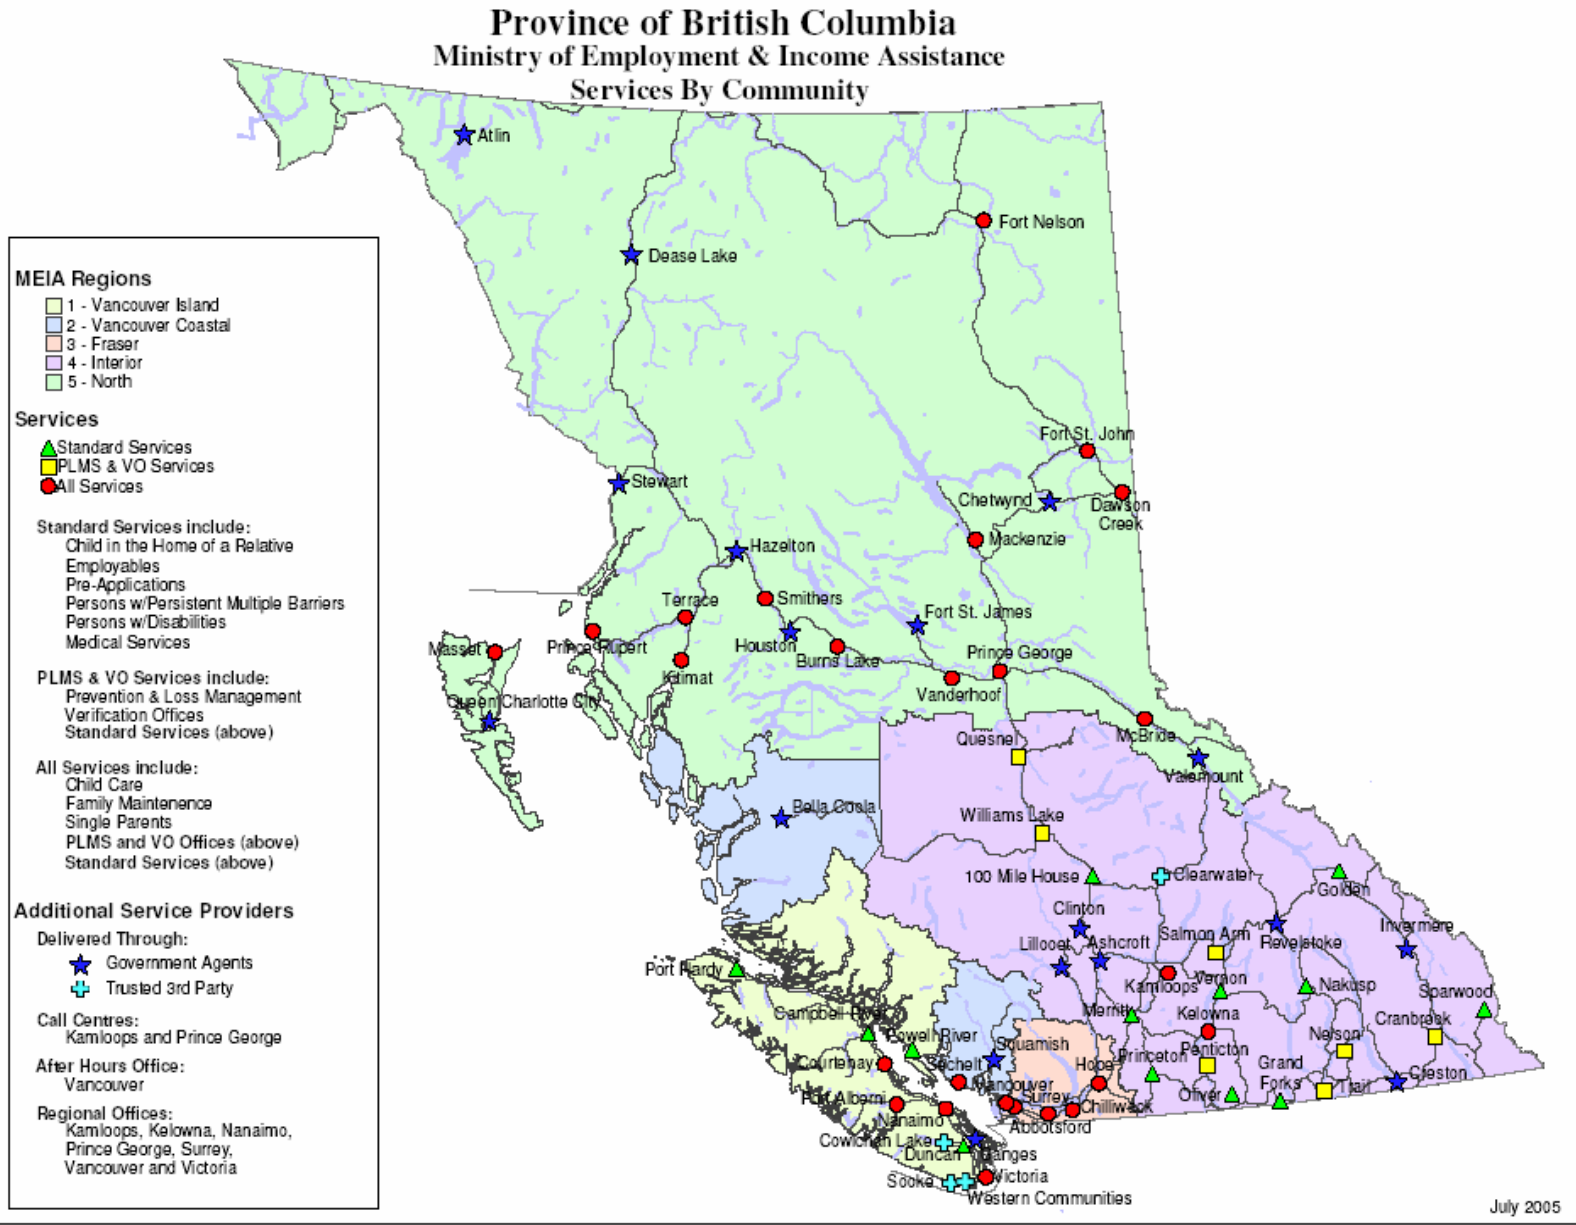 Province of British Columbia
Ministry of Employment & Income Assistance
Services By Community
Atlin
Fort Nelson
Dease Lake
MEIA Regions
1 - Vancouver Island
2 - Vancouver Coastal
3 - Fraser
4 - Interior
5 - North
Services
Standard Services
PLMS & VO Services
All Services
Standard Services include:
Child in the Home of a Relative
Employables
Pre-Applications
Persons w/Persistent Multiple Barriers
Persons w/Disabilities
Medical Services
PLMS & VO Services include:
Prevention & Loss Management
Verification Offices
Standard Services (above)
All Services include:
Child Care
Family Maintenence
Single Parents
PLMS and VO Offices (above)
Standard Services (above)
Additional Service Providers
Delivered Through:
Government Agents
Trusted 3rd Party
Call Centres:
Kamloops and Prince George
After Hours Office:
Vancouver
Regional Offices:
Kamloops, Kelowna, Nanaimo,
Prince George, Surrey,
Vancouver and Victoria
Fort St. John
Stewart
Chetwynd
Dawson
Creek
Mackenzie
Hazelton
Terrace
Smithers
Fort St. James
Masset
Prince Rupert
Houston
Burns Lake
Prince George
Kitimat
Vanderhoof
Queen Charlotte City
Quesnel
McBride
Valemount
Bella Coola
Williams Lake
100 Mile House
Clearwater
Golden
Clinton
Lillooet
Ashcroft
Salmon Arm
Revelstoke
Invermere
Port Hardy
Kamloops
Vernon
Nakusp
Sparwood
Campbell River
Merritt
Kelowna
Cranbrook
Powell River
Squamish
Nelson
Courtenay
Sechelt
Hope
Princeton
Penticton
Grand
Forks
Creston
Vancouver
Surrey
Oliver
Trail
Port Alberni
Chilliwack
Nanaimo
Abbotsford
Cowichan Lake
Duncan
Ganges
Sooke
Victoria
Western Communities
July 2005